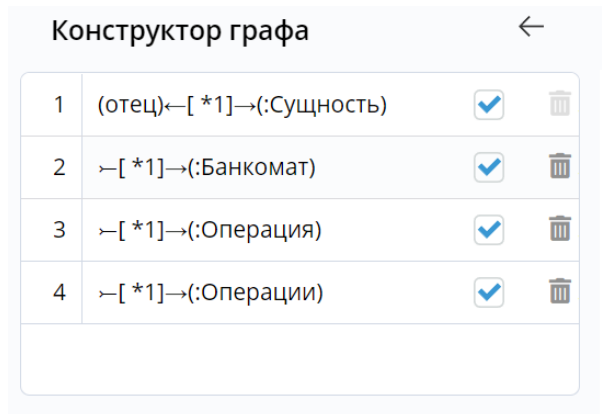 Конструктор графа ←
1 (отец)←[ *1]→(:Сущность)
2 ⤚[ *1]→(:Банкомат)
3 ⤚[ *1]→(:Операция)
4 ⤚[ *1]→(:Операции)